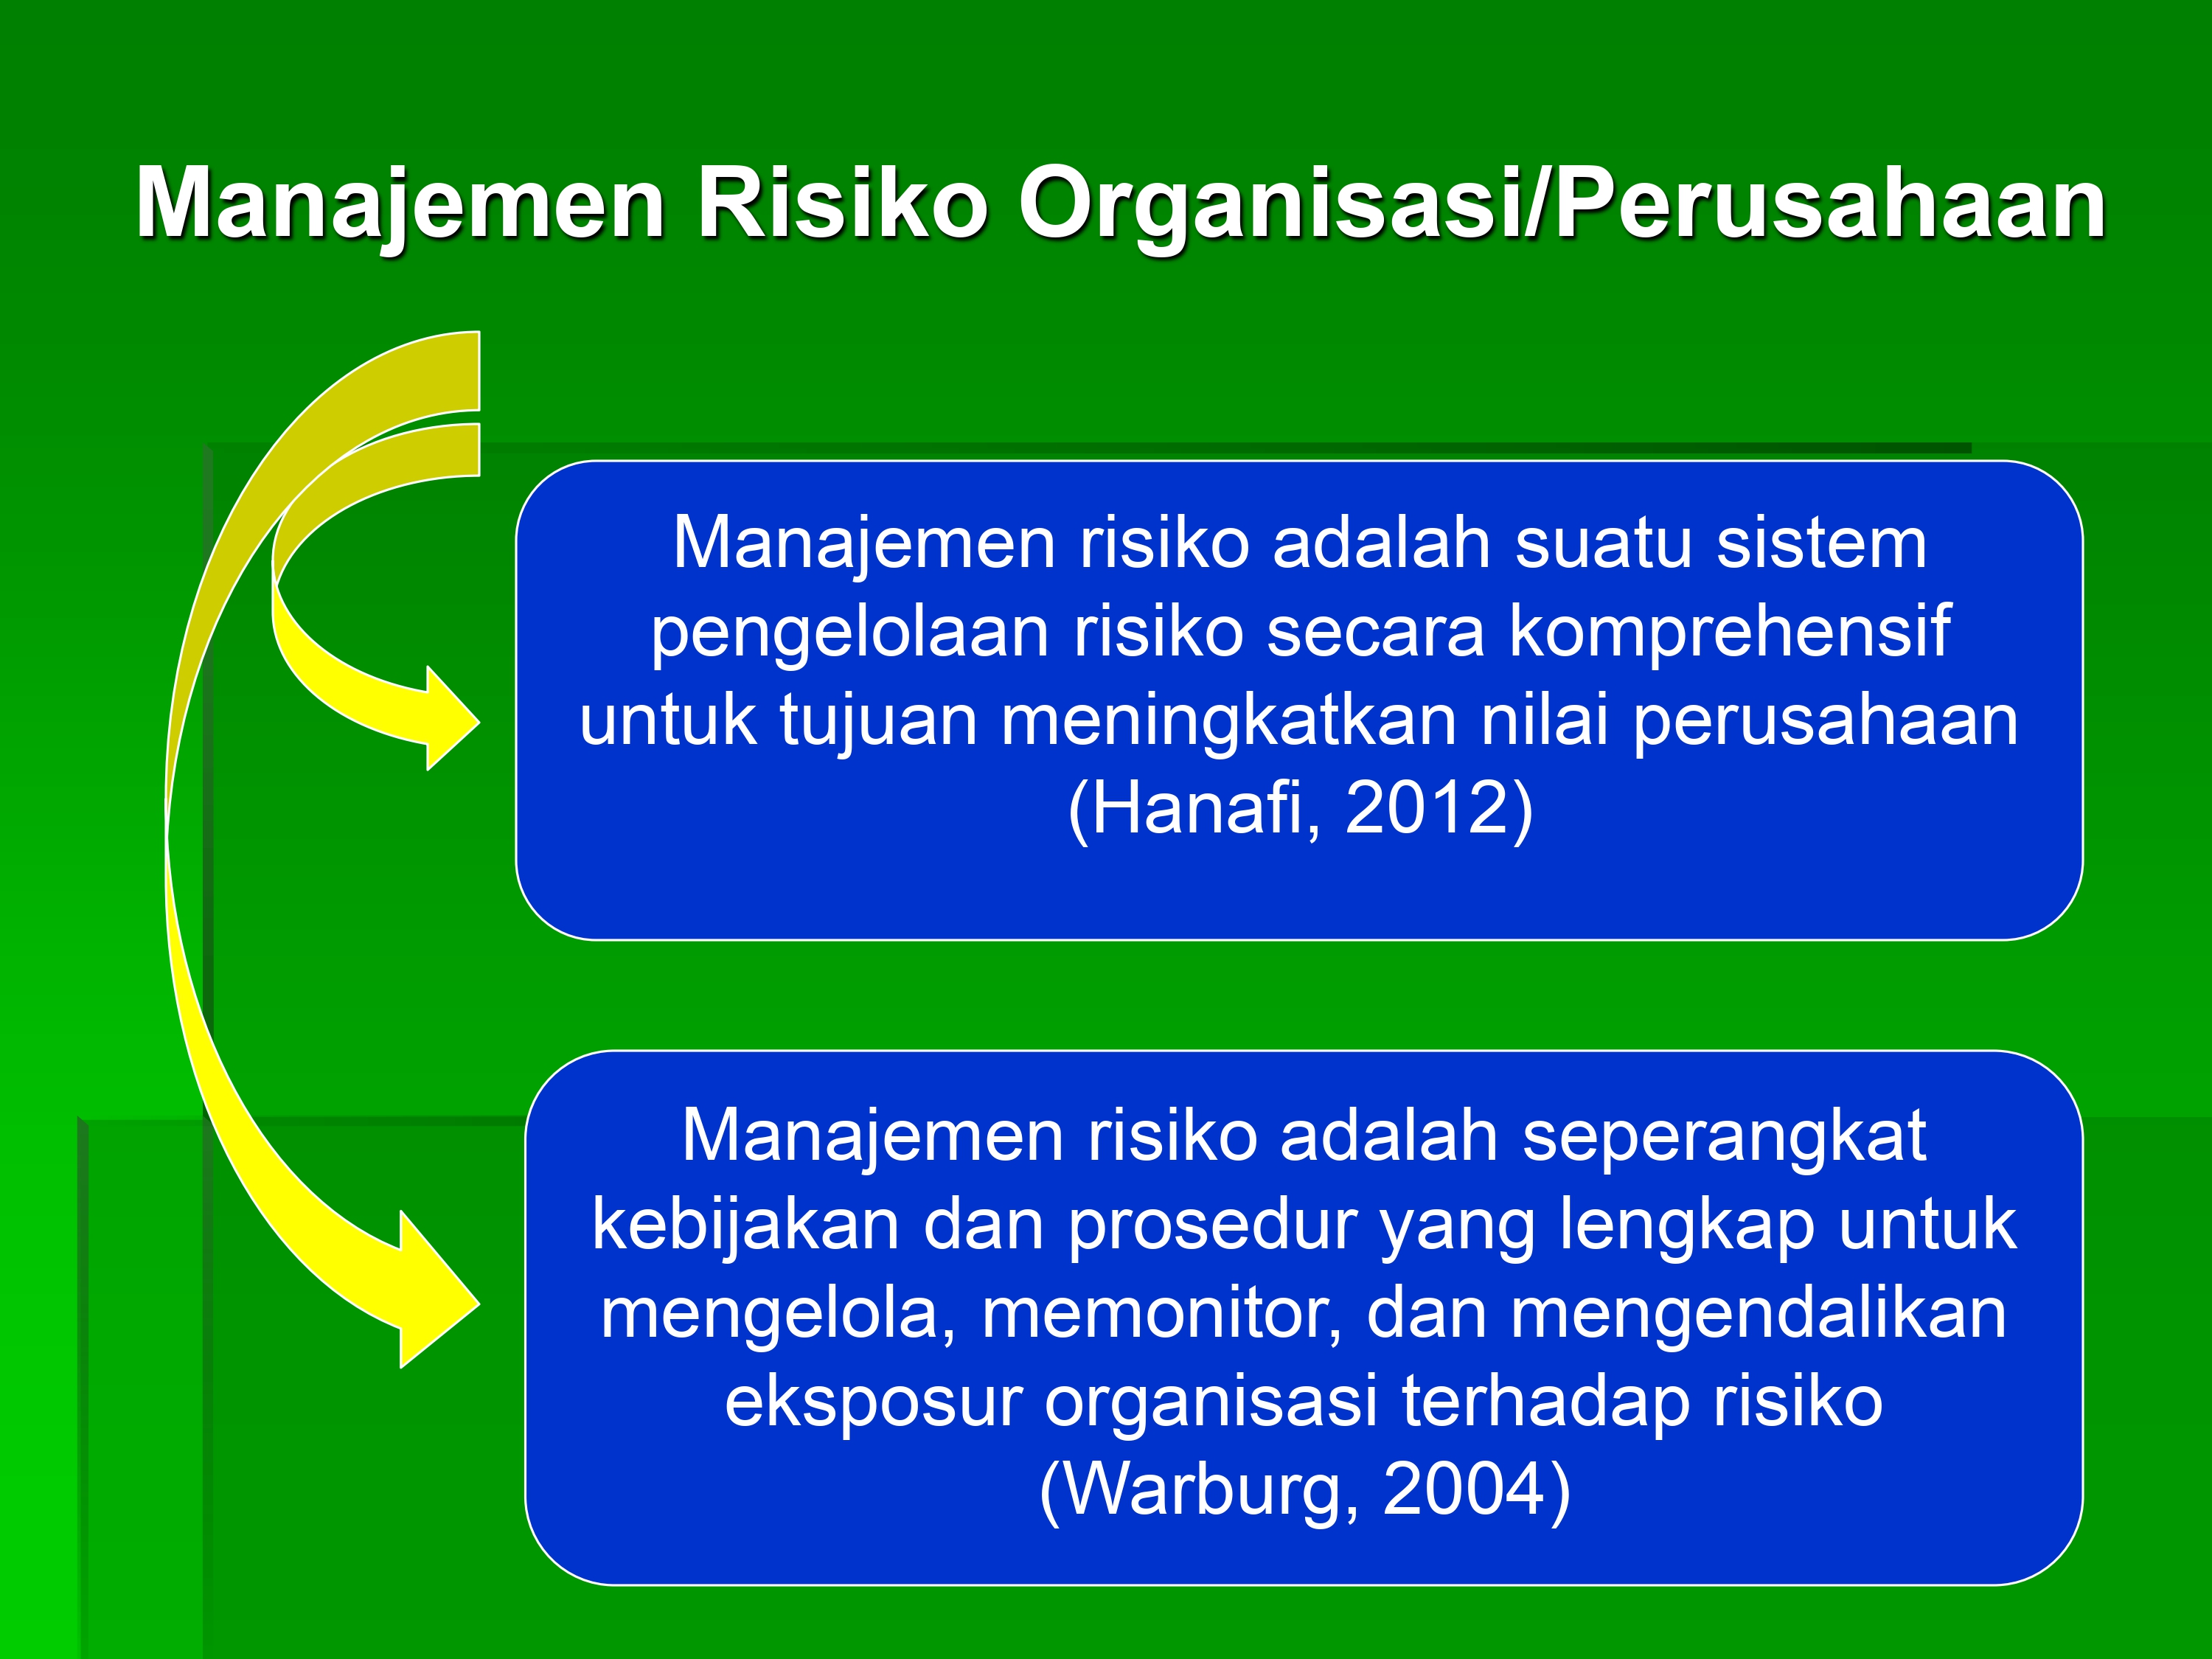 Manajemen Risiko Organisasi/Perusahaan
Manajemen risiko adalah suatu sistem
pengelolaan risiko secara komprehensif
untuk tujuan meningkatkan nilai perusahaan
(Hanafi, 2012)
Manajemen risiko adalah seperangkat
kebijakan dan prosedur yang lengkap untuk
mengelola, memonitor, dan mengendalikan
eksposur organisasi terhadap risiko
(Warburg, 2004)